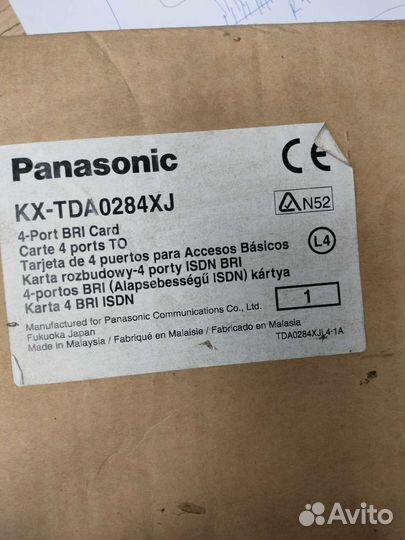 Panasonic
CE
KX-TDA0284XJ
N52
4-Port BRI Card
Carte 4 ports TO
L4
Tarjeta de 4 puertos para Accesos Básicos
Karta rozbudowy-4 porty ISDN BRI
4-portos BRI (Alapsebességű ISDN) kártya
Karta 4 BRI ISDN
1
Manufactured for Panasonic Communications Co., Ltd.
Fukuoka Japan
Made in Malaysia / Fabriqué en Malaisie / Fabricado en Malasia
TDA0284XJL4-1A
Avito